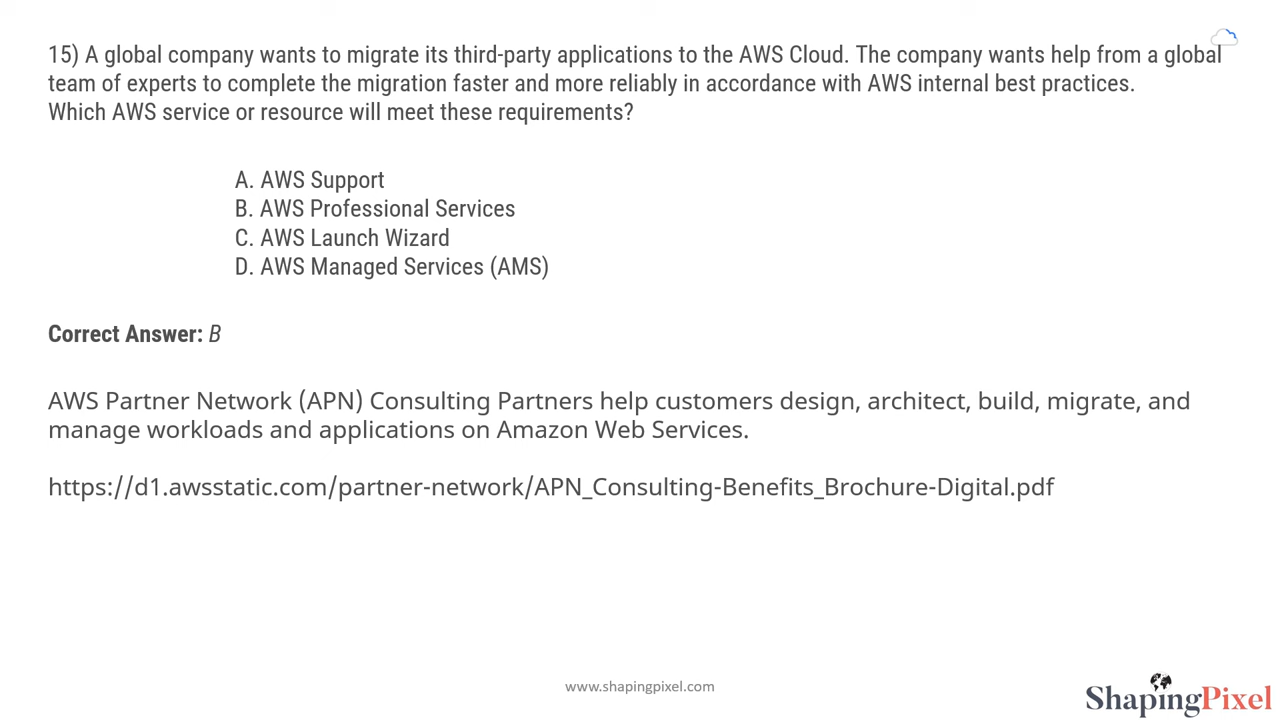 15) A global company wants to migrate its third-party applications to the AWS Cloud. The company wants help from a global
team of experts to complete the migration faster and more reliably in accordance with AWS internal best practices.
Which AWS service or resource will meet these requirements?
A. AWS Support
B. AWS Professional Services
C. AWS Launch Wizard
D. AWS Managed Services (AMS)
Correct Answer: B
AWS Partner Network (APN) Consulting Partners help customers design, architect, build, migrate, and
manage workloads and applications on Amazon Web Services.
https://d1.awsstatic.com/partner-network/APN_Consulting-Benefits_Brochure-Digital.pdf
www.shapingpixel.com
ShapingPixel